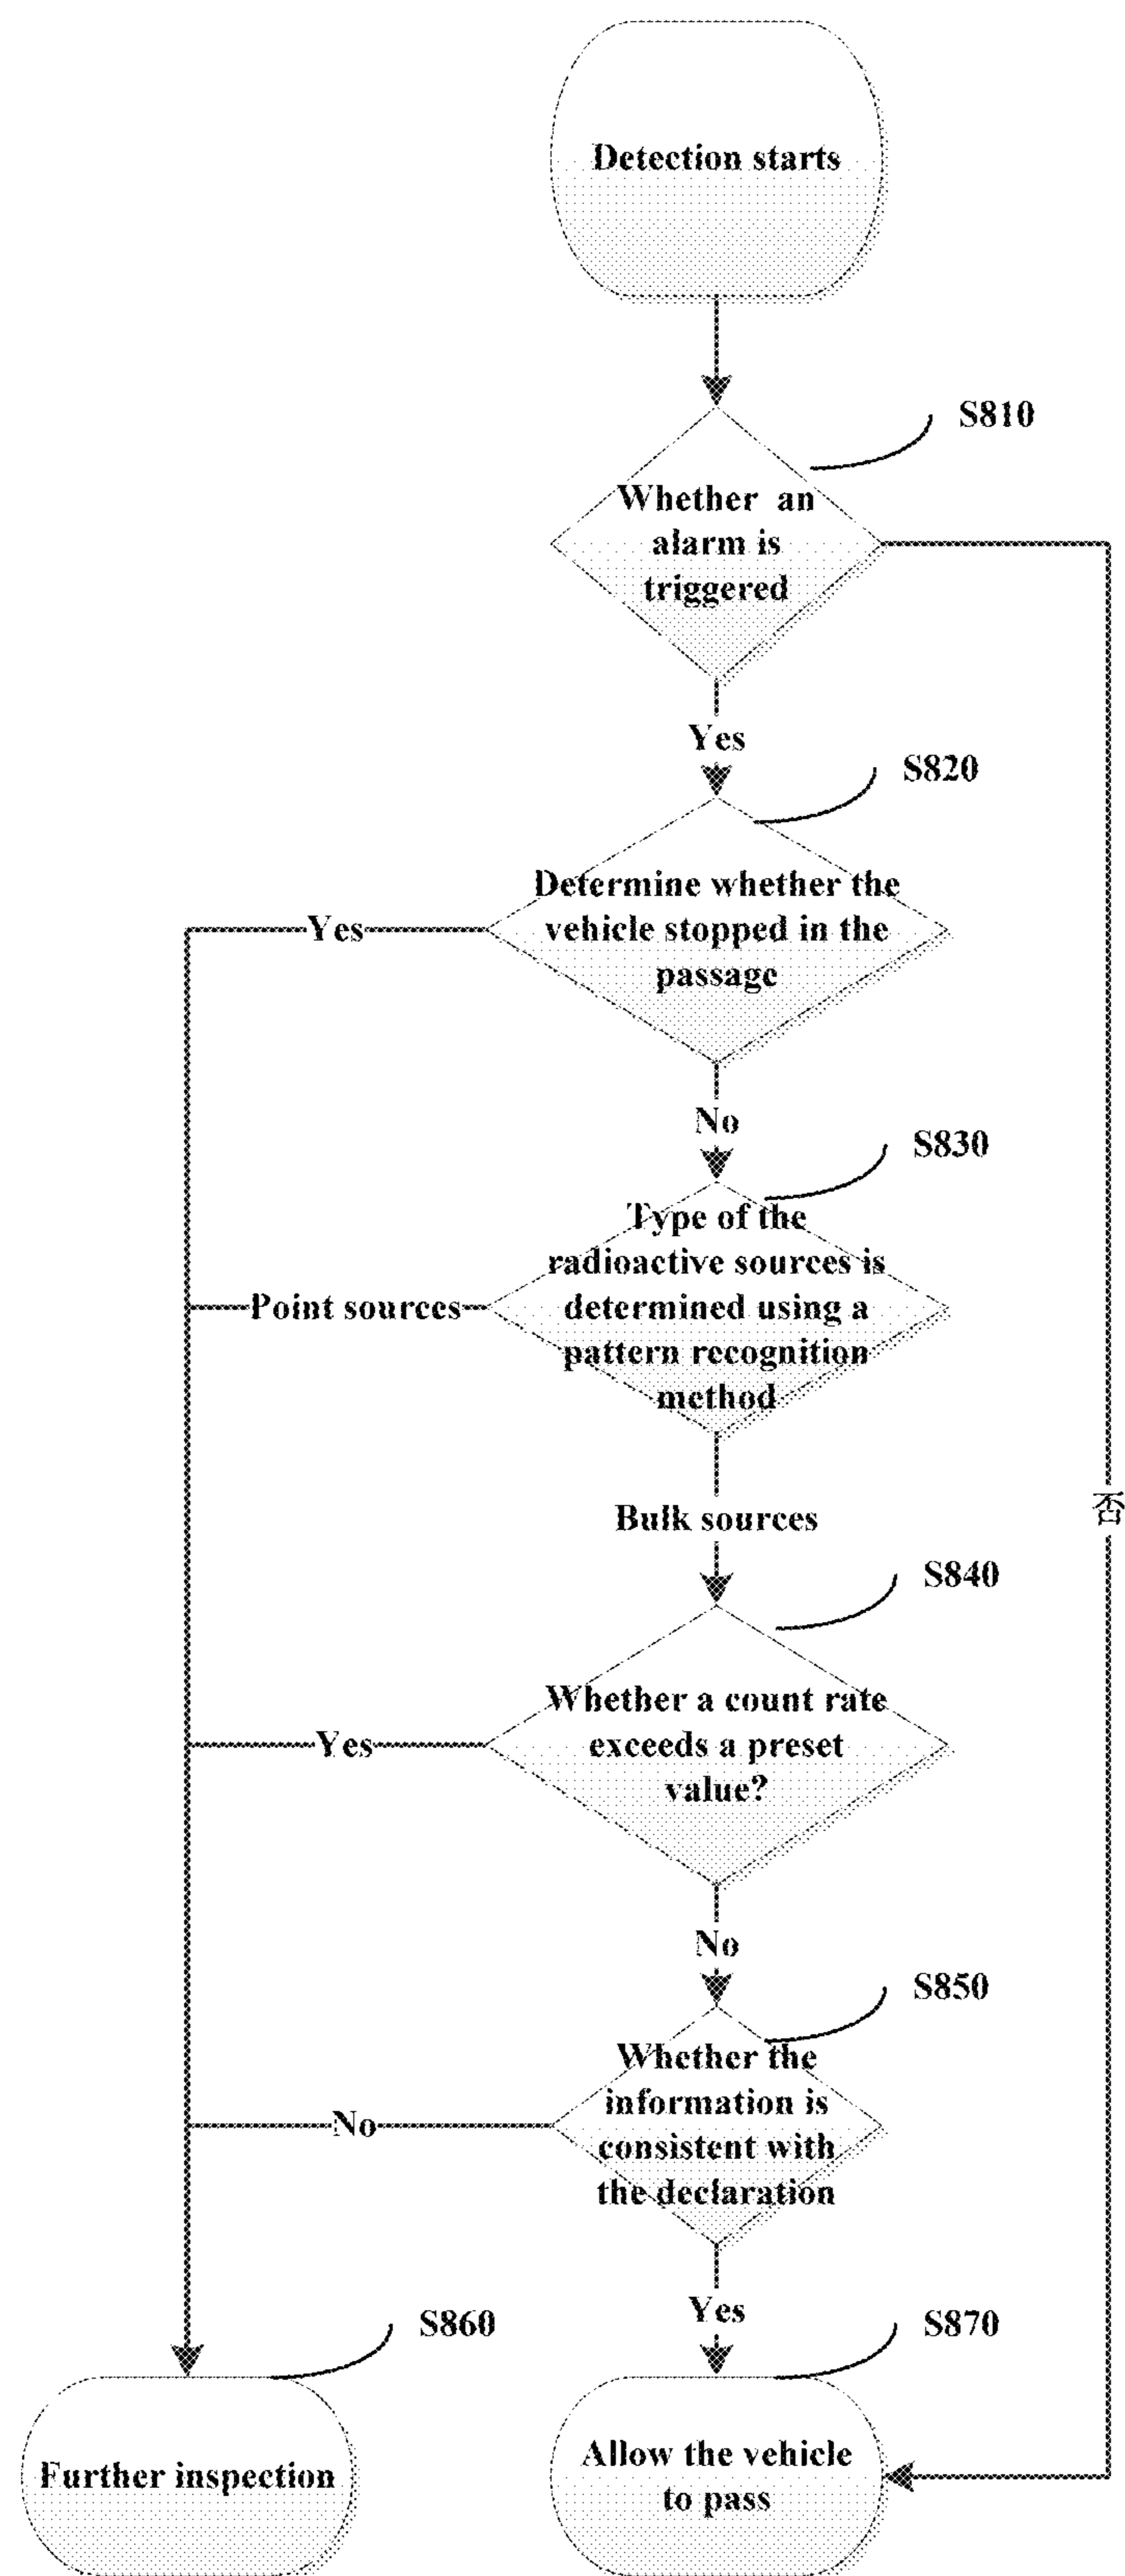 Detection starts
S810
Whether an
alarm is
triggered
Yes
S820
Determine whether the
vehicle stopped in the
passage
Yes
No
S830
Type of the
radioactive sources is
determined using a
pattern recognition
method
Point sources
Bulk sources
否
S840
Whether a count rate
exceeds a preset
value?
Yes
No
S850
Whether the
information is
consistent with
the declaration
No
Yes
S860
S870
Further inspection
Allow the vehicle
to pass